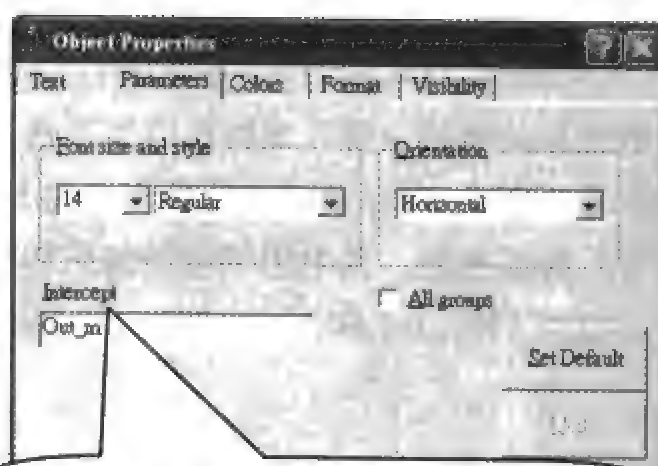 Object Properties
Text Parameters Colors Format Visibility
Font size and style
Orientation
14 Regular
Horizontal
Intercept
All groups
Out_m
Set Default